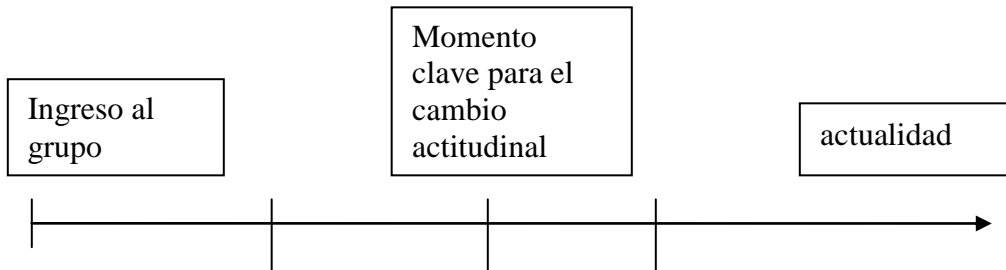 Ingreso al
grupo
Momento
clave para el
cambio
actitudinal
actualidad